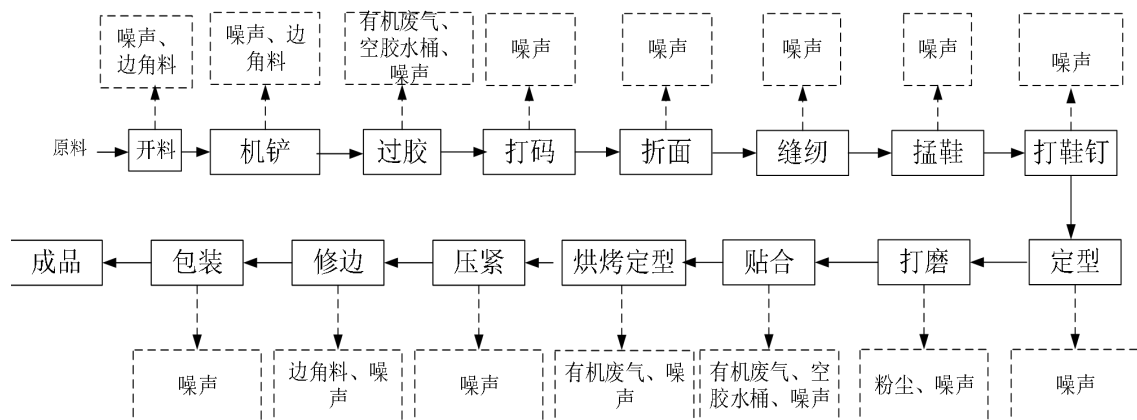 噪声、
边角料
噪声、边
角料
有机废气、
空胶水桶、
噪声
噪声
噪声
噪声
噪声
噪声
原料
开料
机铲
过胶
打码
折面
缝纫
掹鞋
打鞋钉
成品
包装
修边
压紧
烘烤定型
贴合
打磨
定型
噪声
边角料、噪
声
噪声
有机废气、噪
声
有机废气、空
胶水桶、噪声
粉尘、噪声
噪声